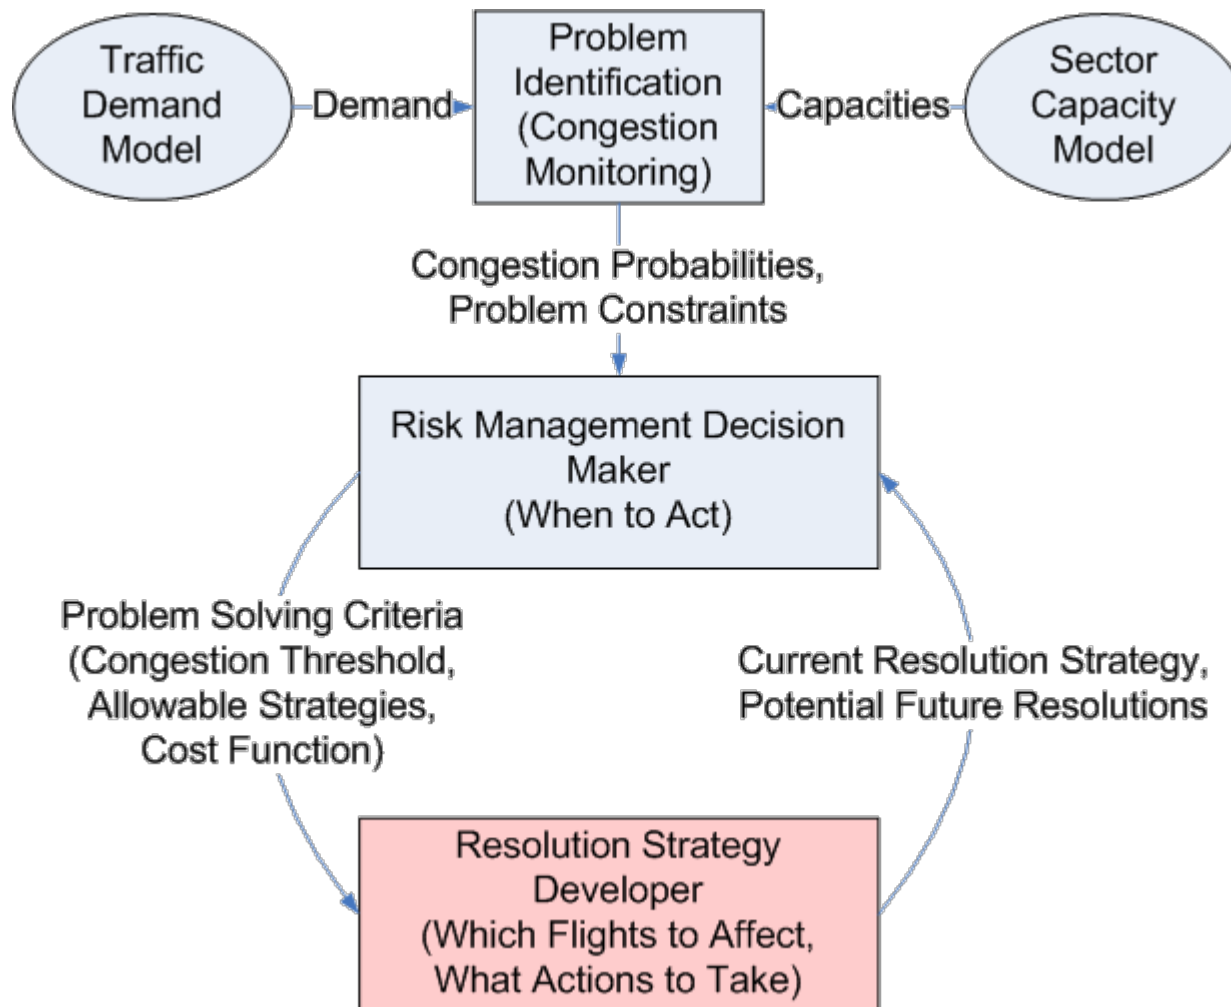 Traffic
Demand
Model
Demand
Problem
Identification
(Congestion
Monitoring)
Capacities
Sector
Capacity
Model
Congestion Probabilities,
Problem Constraints
Risk Management Decision
Maker
(When to Act)
Problem Solving Criteria
(Congestion Threshold,
Allowable Strategies,
Cost Function)
Current Resolution Strategy,
Potential Future Resolutions
Resolution Strategy
Developer
(Which Flights to Affect,
What Actions to Take)